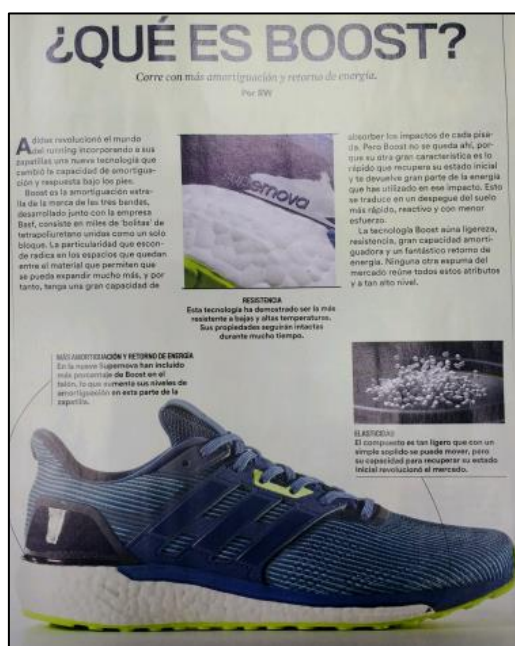 ¿QUÉ ES BOOST?
Corre con más amortiguación y retorno de energía.
Por RW
Adidas revolucionó el mundo
del running incorporando a sus
zapatillas una nueva tecnología que
cambió la capacidad de amortigua-
ción y respuesta bajo los pies.
Boost es la amortiguación estre-
lla de la marca de las tres bandas,
desarrollado junto con la empresa
Basf, consiste en miles de 'bolitas' de
tetrapoliuretano unidas como un solo
bloque. La particularidad que escon-
de radica en los espacios que quedan
entre el material que permiten que
se pueda expandir mucho más, y por
tanto, tenga una gran capacidad de
absorber los impactos de cada pisa-
da. Pero Boost no se queda ahí, por-
que su otra gran característica es lo
rápido que recupera su estado inicial
y te devuelve gran parte de la energía
que has utilizado en ese impacto. Esto
se traduce en un despegue del suelo
más rápido, reactivo y con menor
esfuerzo.
La tecnología Boost aúna ligereza,
resistencia, gran capacidad amorti-
guadora y un fantástico retorno de
energía. Ninguna otra espuma del
mercado reúne todos estos atributos
y a tan alto nivel.
ernova
RESISTENCIA
Esta tecnología ha demostrado ser la más
resistente a bajas y altas temperaturas.
Sus propiedades seguirán intactas
durante mucho tiempo.
MÁS AMORTIGUACIÓN Y RETORNO DE ENERGÍA
En la nueva Supernova han incluido
más porcentaje de Boost en el
talón, lo que aumenta sus niveles de
amortiguación en esta parte de la
zapatilla.
ELASTICIDAD
El compuesto es tan ligero que con un
simple soplido se puede mover, pero
su capacidad para recuperar su estado
inicial revolucionó el mercado.